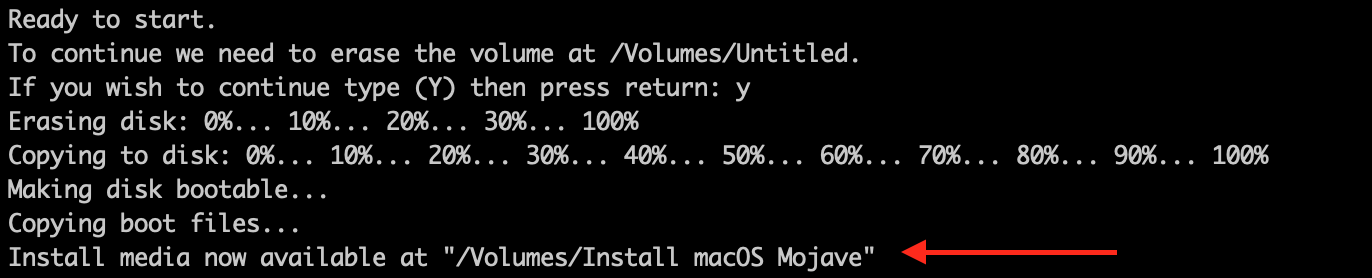 Ready to start.
To continue we need to erase the volume at /Volumes/Untitled.
If you wish to continue type (Y) then press return: y
Erasing disk: 0%... 10%... 20%... 30%... 100%
Copying to disk: 0%... 10%... 20%... 30%... 40%... 50%... 60%... 70%... 80%... 90%... 100%
Making disk bootable...
Copying boot files...
Install media now available at "/Volumes/Install macOS Mojave"